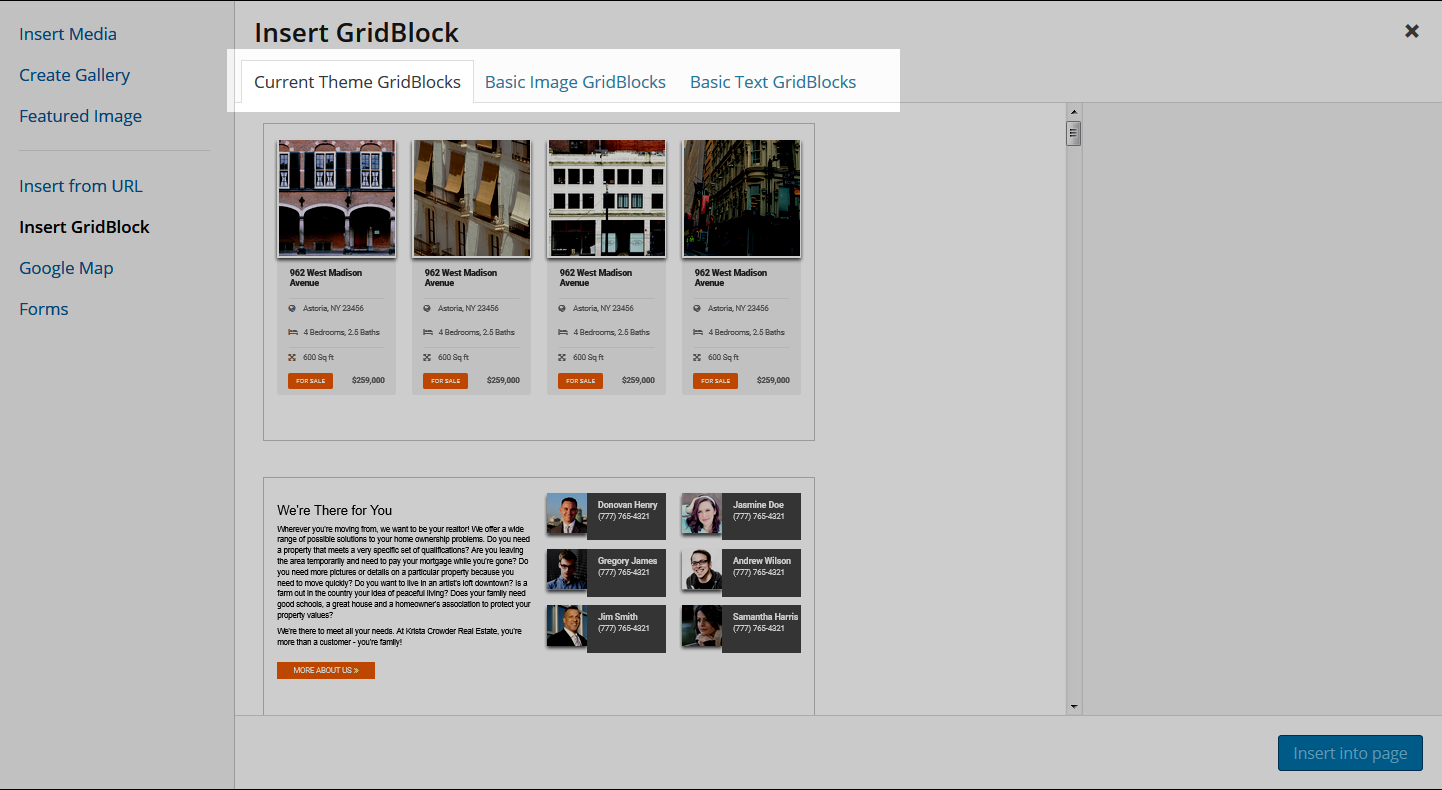 Insert Media
Create Gallery
Featured Image
Insert from URL
Insert GridBlock
Google Map
Forms
Insert GridBlock
Current Theme GridBlocks
Basic Image GridBlocks
Basic Text GridBlocks
962 West Madison
Avenue
Astoria, NY 23456
4 Bedrooms, 2.5 Baths
600 Sq ft
FOR SALE
$259,000
962 West Madison
Avenue
Astoria, NY 23456
4 Bedrooms, 2.5 Baths
600 Sq ft
FOR SALE
$259,000
962 West Madison
Avenue
Astoria, NY 23456
4 Bedrooms, 2.5 Baths
600 Sq ft
FOR SALE
$259,000
962 West Madison
Avenue
Astoria, NY 23456
4 Bedrooms, 2.5 Baths
600 Sq ft
FOR SALE
$259,000
We're There for You
Wherever you're moving from, we want to be your realtor! We offer a wide
range of possible solutions to your home ownership problems. Do you need
a property that meets a very specific set of qualifications? Are you leaving
the area temporarily and need to pay your mortgage while you're gone? Do
you need more pictures or details on a particular property because you
need to move quickly? Do you want to live in an artist's loft downtown? Is a
farm out in the country your idea of peaceful living? Does your family need
good schools, a great house and a homeowner's association to protect your
property values?
We're there to meet all your needs. At Krista Crowder Real Estate, you're
more than a customer - you're family!
MORE ABOUT US »
Donovan Henry
(777) 765-4321
Jasmine Doe
(777) 765-4321
Gregory James
(777) 765-4321
Andrew Wilson
(777) 765-4321
Jim Smith
(777) 765-4321
Samantha Harris
(777) 765-4321
Insert into page